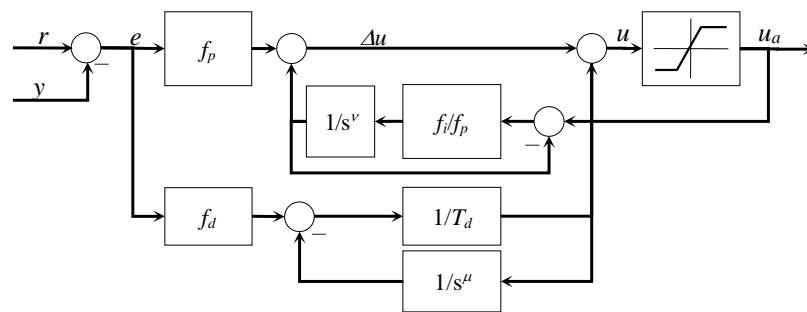 r
e
f_p
Δu
u
u_a
y
−
1/s^ν
f_i/f_p
−
f_d
−
1/T_d
1/s^μ